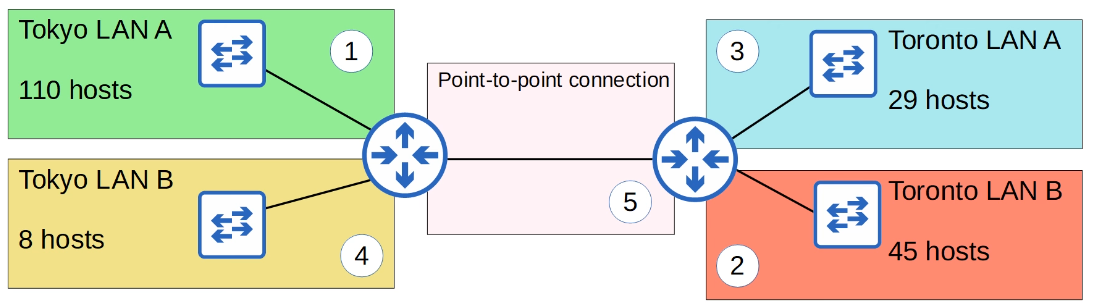 Tokyo LAN A
110 hosts
1
Tokyo LAN B
8 hosts
4
Point-to-point connection
5
3
Toronto LAN A
29 hosts
Toronto LAN B
45 hosts
2